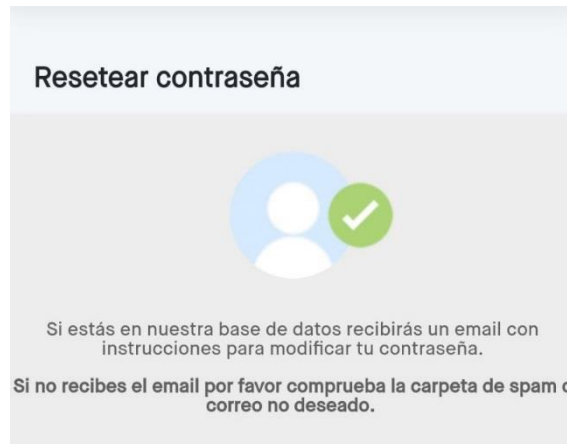 Resetear contraseña
Si estás en nuestra base de datos recibirás un email con
instrucciones para modificar tu contraseña.
Si no recibes el email por favor comprueba la carpeta de spam
correo no deseado.